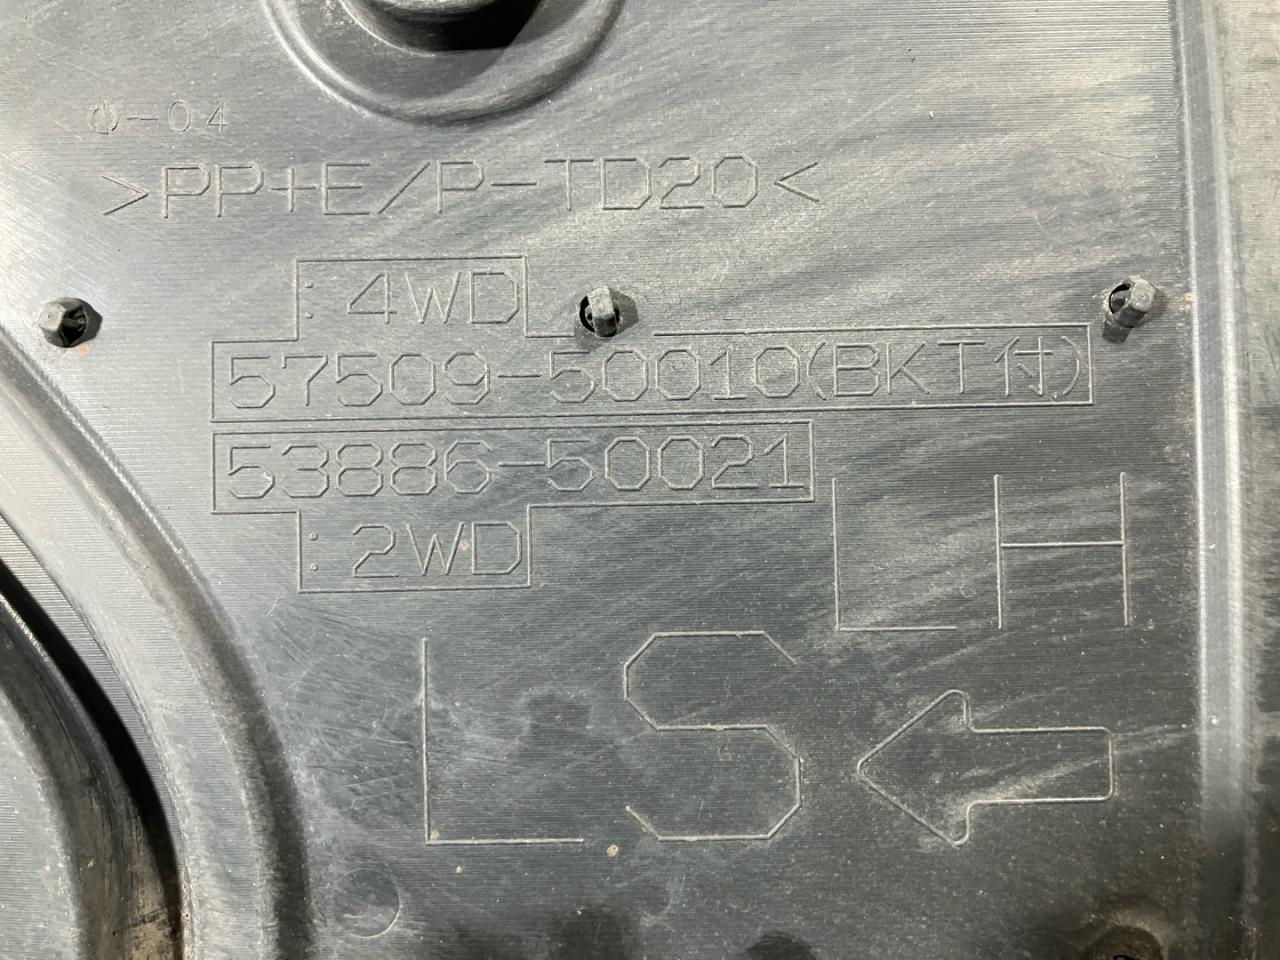 -04
>PP+E/P-TD20<
: 4WD
57509-50010(BKT付)
53886-50021
: 2WD
LH
LS